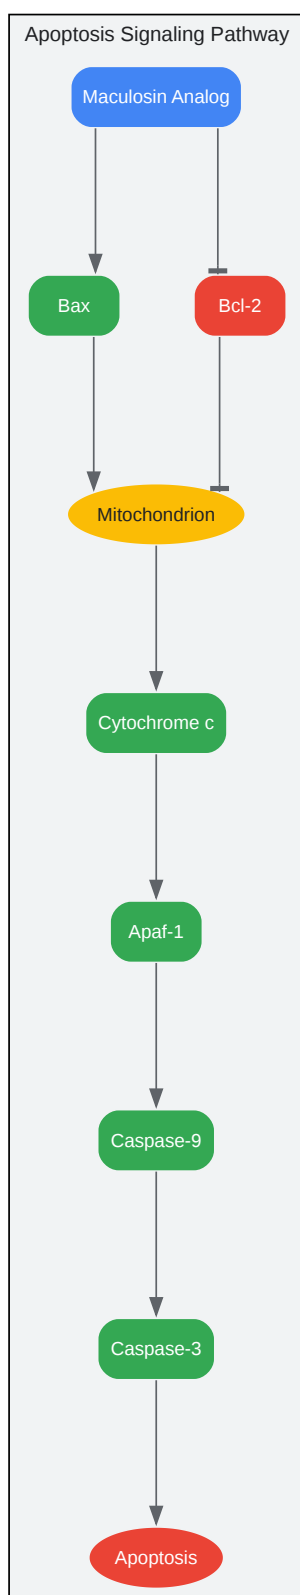 Apoptosis Signaling Pathway
Maculosin Analog
Bax
Bcl-2
Mitochondrion
Cytochrome c
Apaf-1
Caspase-9
Caspase-3
Apoptosis